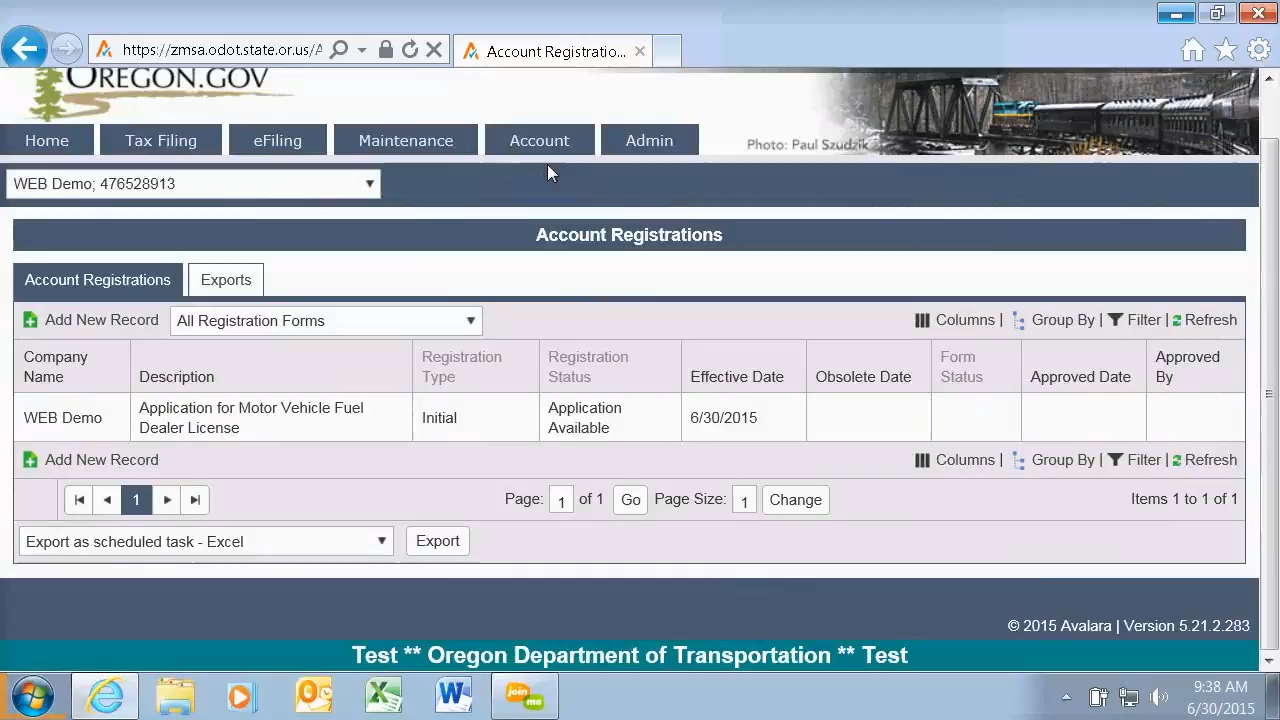 https://zmsa.odot.state.or.us/A
Account Registratio...
OREGON.GOV
Home Tax Filing eFiling Maintenance Account Admin
Photo: Paul Szudzik
WEB Demo; 476528913
Account Registrations
Account Registrations Exports
Add New Record All Registration Forms Columns | Group By | Filter | Refresh
Company Name Description Registration Type Registration Status Effective Date Obsolete Date Form Status Approved Date Approved By
WEB Demo Application for Motor Vehicle Fuel Dealer License Initial Application Available 6/30/2015
Add New Record Columns | Group By | Filter | Refresh
1 Page: 1 of 1 Go Page Size: 1 Change Items 1 to 1 of 1
Export as scheduled task - Excel Export
© 2015 Avalara | Version 5.21.2.283
Test ** Oregon Department of Transportation ** Test
join me
9:38 AM
6/30/2015